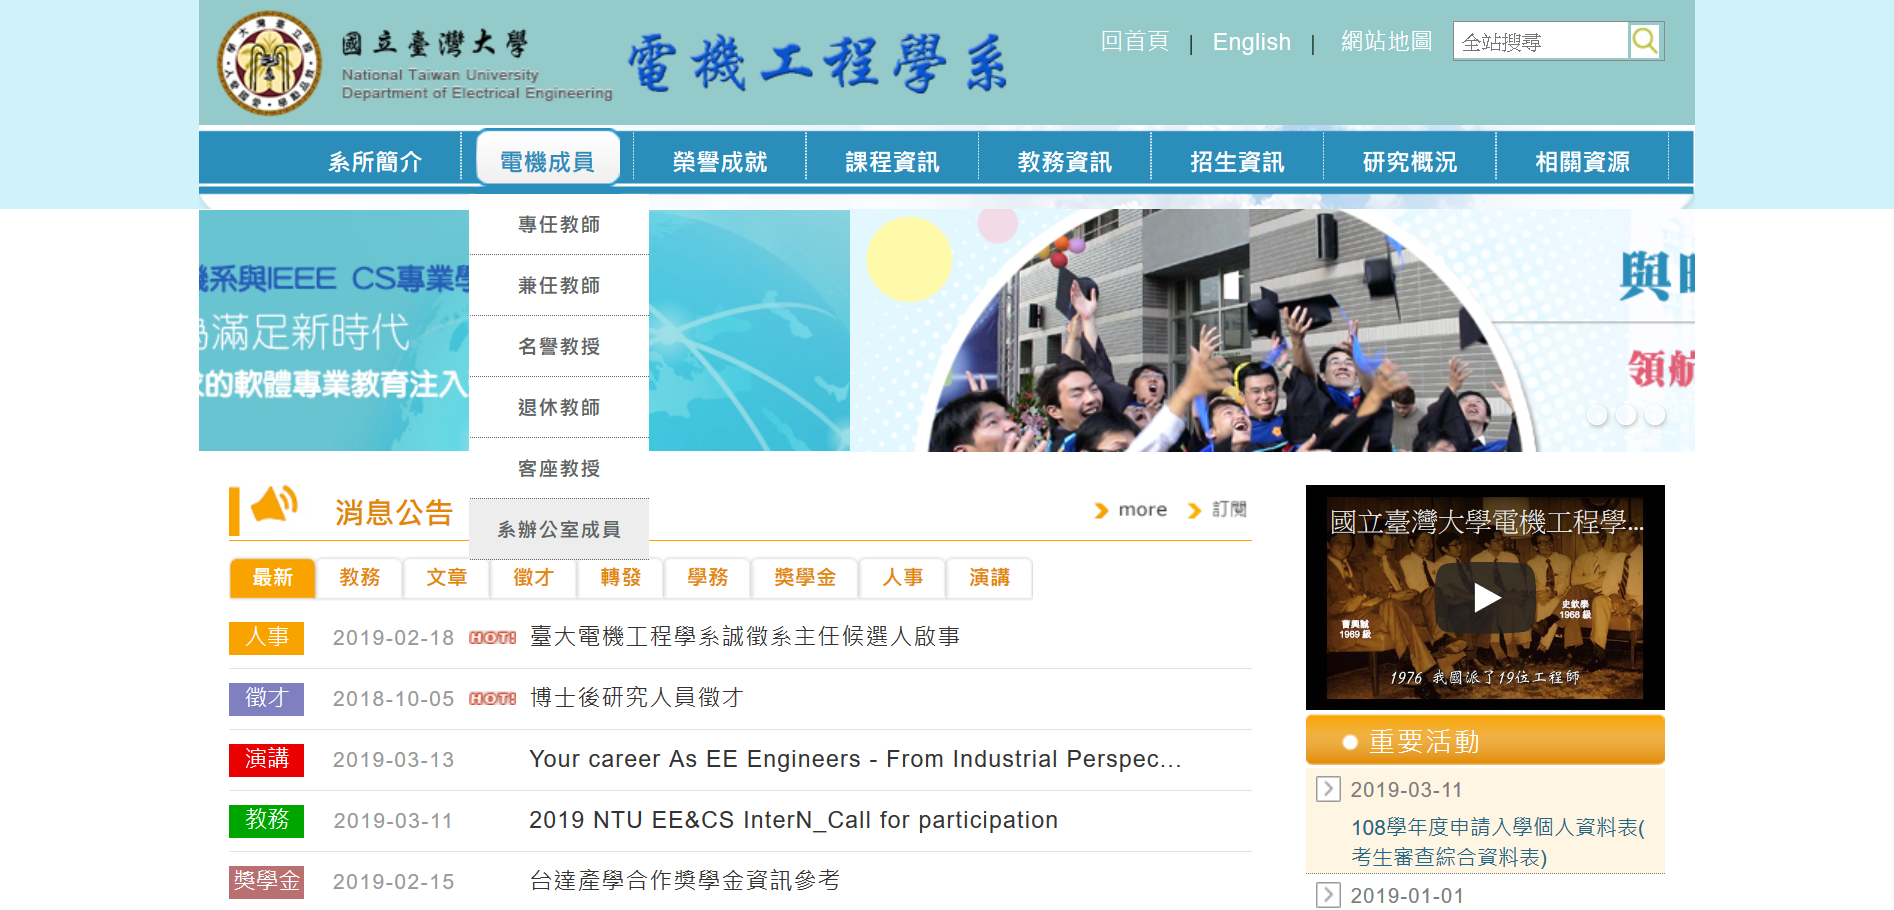 國立臺灣大學
National Taiwan University
Department of Electrical Engineering
電機工程學系
回首頁 | English | 網站地圖
全站搜尋
系所簡介
電機成員
榮譽成就
課程資訊
教務資訊
招生資訊
研究概況
相關資源
專任教師
兼任教師
名譽教授
退休教師
客座教授
系辦公室成員
系與IEEE CS專業
滿足新時代
的軟體專業教育注入
與
領航
消息公告
more
訂閱
最新
教務
文章
徵才
轉發
學務
獎學金
人事
演講
人事 2019-02-18 HOT! 臺大電機工程學系誠徵系主任候選人啟事
徵才 2018-10-05 HOT! 博士後研究人員徵才
演講 2019-03-13 Your career As EE Engineers - From Industrial Perspec...
教務 2019-03-11 2019 NTU EE&CS InterN_Call for participation
獎學金 2019-02-15 台達產學合作獎學金資訊參考
國立臺灣大學電機工程學...
史欽泰
1968 級
曹興誠
1969 級
1976 我國派了19位工程師
重要活動
2019-03-11
108學年度申請入學個人資料表(
考生審查綜合資料表)
2019-01-01